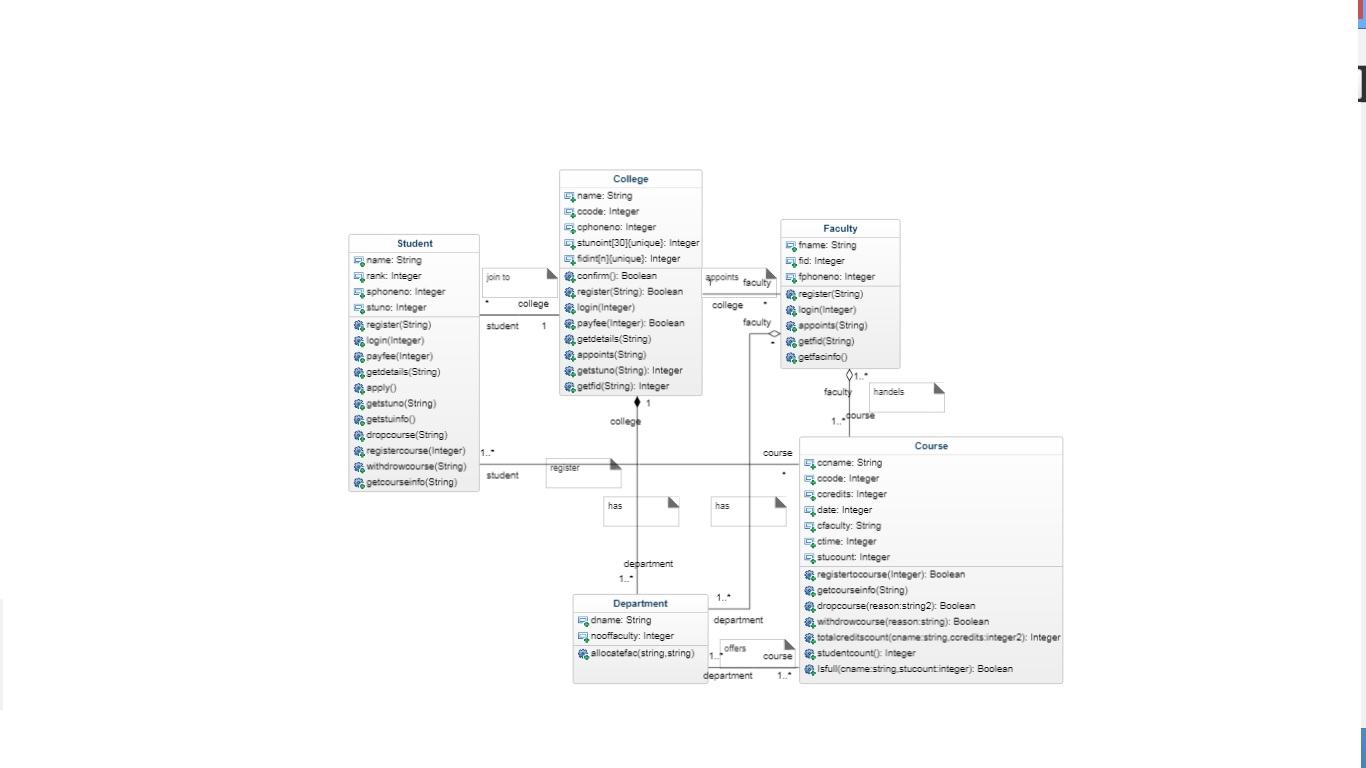 College
name: String
ccode: Integer
cphoneno: Integer
stunoint[30]{unique}: Integer
fidint[n]{unique}: Integer
confirm(): Boolean
register(String): Boolean
login(Integer)
payfee(Integer): Boolean
getdetails(String)
appoints(String)
getstuno(String): Integer
getfid(String): Integer
Student
name: String
rank: Integer
sphoneno: Integer
stuno: Integer
register(String)
login(Integer)
payfee(Integer)
getdetails(String)
apply()
getstuno(String)
getstuinfo()
dropcourse(String)
registercourse(Integer)
withdrowcourse(String)
getcourseinfo(String)
join to
*
college
student
1
appoints
1
faculty
college
*
Faculty
fname: String
fid: Integer
fphoneno: Integer
register(String)
login(Integer)
appoints(String)
getfid(String)
getfacinfo()
faculty
*
1..*
faculty
handels
course
1..*
1
college
1..*
student
register
course
*
has
has
department
1..*
1..*
department
Course
cname: String
ccode: Integer
ccredits: Integer
date: Integer
cfaculty: String
ctime: Integer
stucount: Integer
registertocourse(Integer): Boolean
getcourseinfo(String)
dropcourse(reason:string2): Boolean
withdrowcourse(reason:string): Boolean
totalcreditscount(cname:string,ccredits:integer2): Integer
studentcount(): Integer
Isfull(cname:string,stucount:integer): Boolean
Department
dname: String
nooffaculty: Integer
allocatefac(string,string)
offers
1..*
course
department
1..*